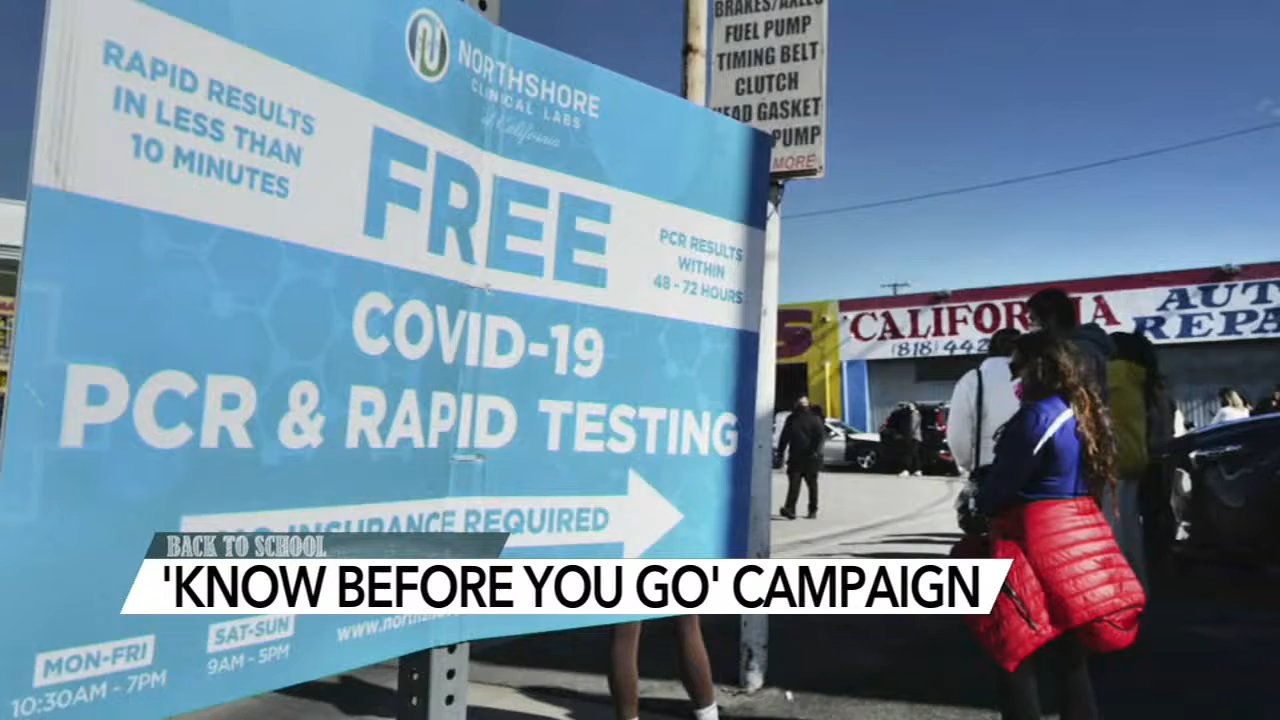 NORTHSHORE
CLINICAL LABS
of California
RAPID RESULTS
IN LESS THAN
10 MINUTES
FREE
PCR RESULTS
WITHIN
48 - 72 HOURS
COVID-19
PCR & RAPID TESTING
NO INSURANCE REQUIRED
MON-FRI
10:30AM - 7PM
SAT-SUN
9AM - 5PM
BRAKES/AXLES
FUEL PUMP
TIMING BELT
CLUTCH
HEAD GASKET
PUMP
MORE
CALIFORNIA
AUTO
REPA
(818) 442
BACK TO SCHOOL
'KNOW BEFORE YOU GO' CAMPAIGN